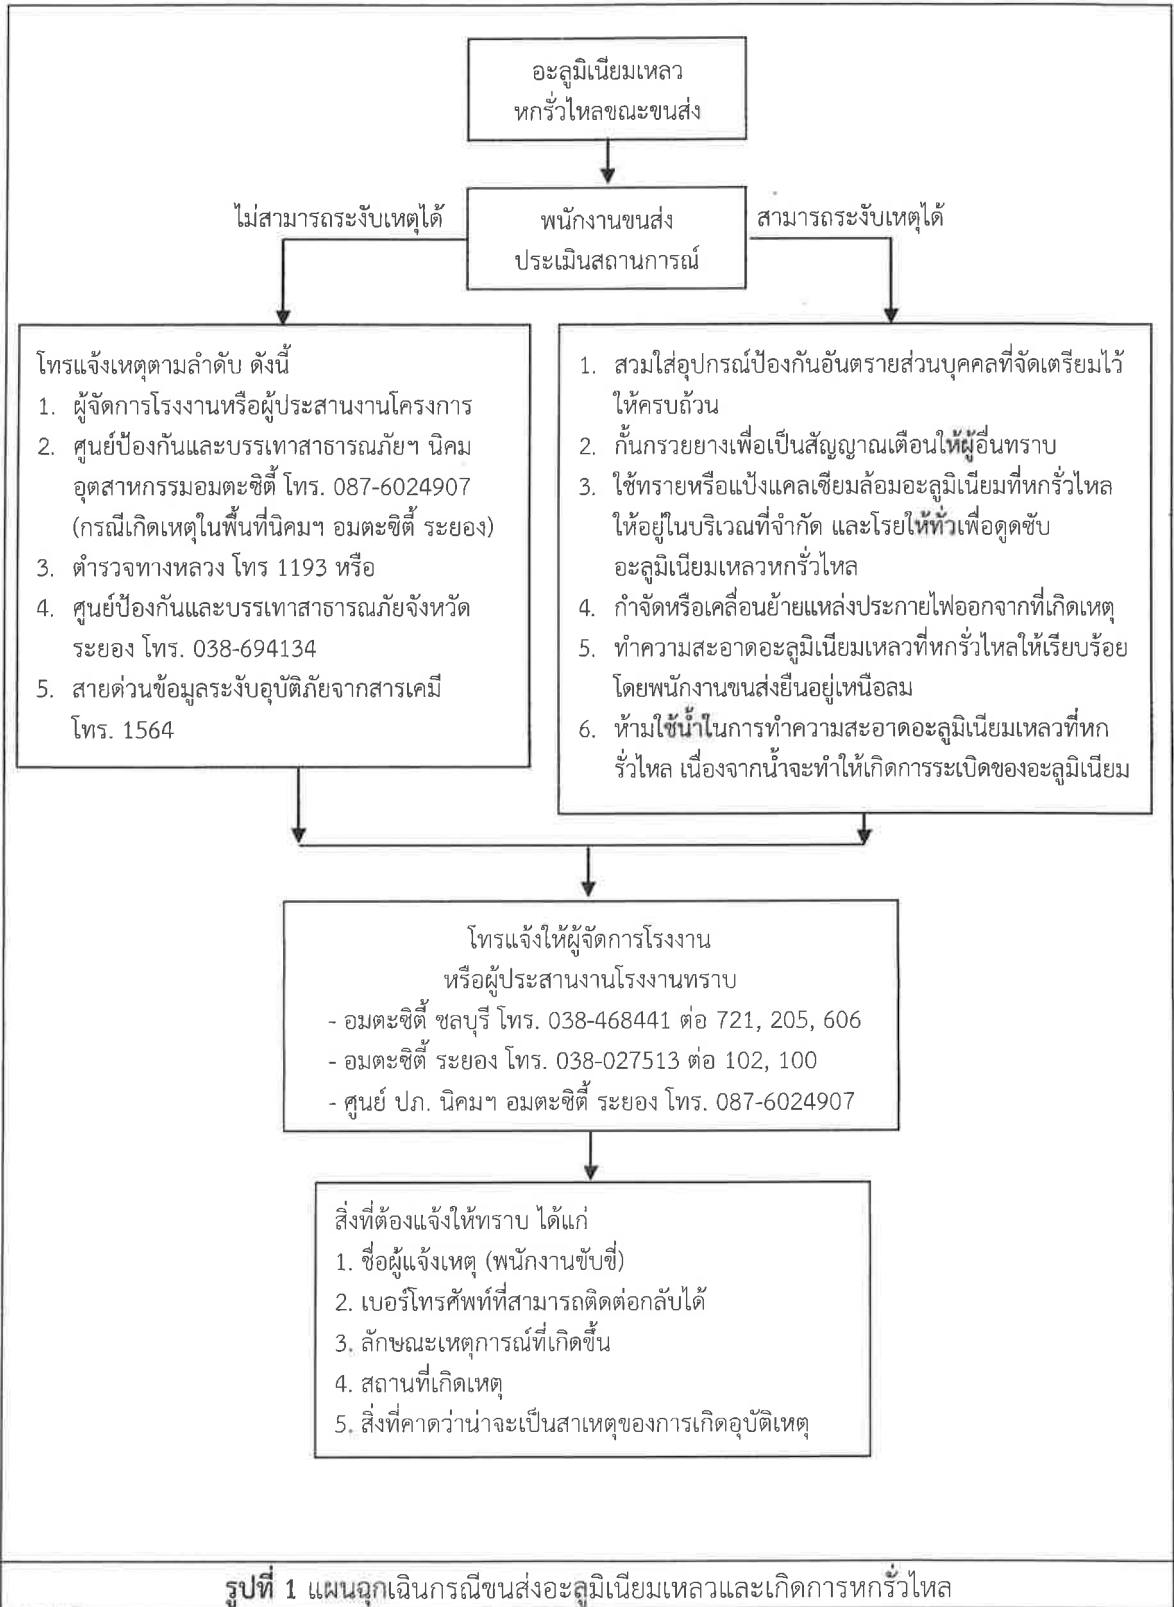 อะลูมิเนียมเหลว
หกรั่วไหลขณะขนส่ง
ไม่สามารถระงับเหตุได้
พนักงานขนส่ง
ประเมินสถานการณ์
สามารถระงับเหตุได้
โทรแจ้งเหตุตามลำดับ ดังนี้
1. ผู้จัดการโรงงานหรือผู้ประสานงานโครงการ
2. ศูนย์ป้องกันและบรรเทาสาธารณภัยฯ นิคม
อุตสาหกรรมอมตะซิตี้ โทร. 087-6024907
(กรณีเกิดเหตุในพื้นที่นิคมฯ อมตะซิตี้ ระยอง)
3. ตำรวจทางหลวง โทร 1193 หรือ
4. ศูนย์ป้องกันและบรรเทาสาธารณภัยจังหวัด
ระยอง โทร. 038-694134
5. สายด่วนข้อมูลระงับอุบัติภัยจากสารเคมี
โทร. 1564
1. สวมใส่อุปกรณ์ป้องกันอันตรายส่วนบุคคลที่จัดเตรียมไว้
ให้ครบถ้วน
2. กั้นกรวยยางเพื่อเป็นสัญญาณเตือนให้ผู้อื่นทราบ
3. ใช้ทรายหรือแป้งแคลเซียมล้อมอะลูมิเนียมที่หกรั่วไหล
ให้อยู่ในบริเวณที่จำกัด และโรยให้ทั่วเพื่อดูดซับ
อะลูมิเนียมเหลวหกรั่วไหล
4. กำจัดหรือเคลื่อนย้ายแหล่งประกายไฟออกจากที่เกิดเหตุ
5. ทำความสะอาดอะลูมิเนียมเหลวที่หกรั่วไหลให้เรียบร้อย
โดยพนักงานขนส่งยืนอยู่เหนือลม
6. ห้ามใช้น้ำในการทำความสะอาดอะลูมิเนียมเหลวที่หก
รั่วไหล เนื่องจากน้ำจะทำให้เกิดการระเบิดของอะลูมิเนียม
โทรแจ้งให้ผู้จัดการโรงงาน
หรือผู้ประสานงานโรงงานทราบ
- อมตะซิตี้ ชลบุรี โทร. 038-468441 ต่อ 721, 205, 606
- อมตะซิตี้ ระยอง โทร. 038-027513 ต่อ 102, 100
- ศูนย์ ปภ. นิคมฯ อมตะซิตี้ ระยอง โทร. 087-6024907
สิ่งที่ต้องแจ้งให้ทราบ ได้แก่
1. ชื่อผู้แจ้งเหตุ (พนักงานขับขี่)
2. เบอร์โทรศัพท์ที่สามารถติดต่อกลับได้
3. ลักษณะเหตุการณ์ที่เกิดขึ้น
4. สถานที่เกิดเหตุ
5. สิ่งที่คาดว่าน่าจะเป็นสาเหตุของการเกิดอุบัติเหตุ
รูปที่ 1 แผนฉุกเฉินกรณีขนส่งอะลูมิเนียมเหลวและเกิดการหกรั่วไหล